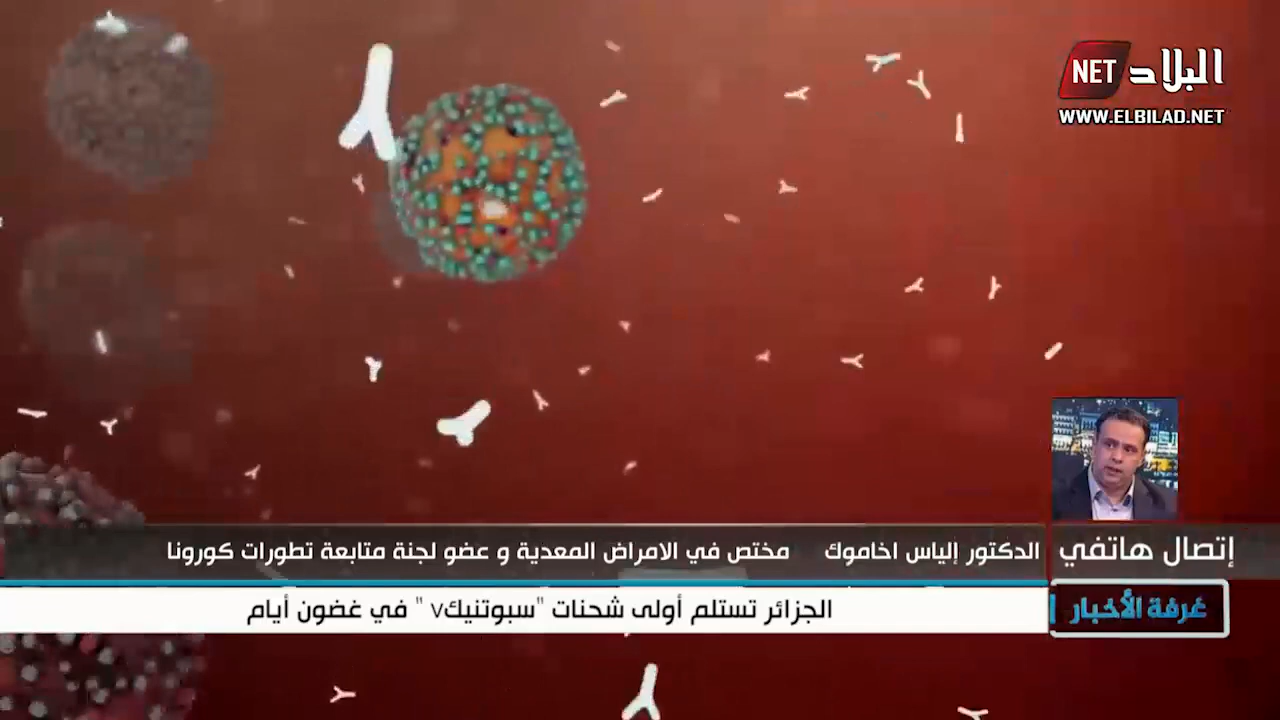 البلاد NET
WWW.ELBILAD.NET
إتصال هاتفي
الدكتور إلياس اخاموك مختص في الامراض المعدية و عضو لجنة متابعة تطورات كورونا
غرفة الأخبار
الجزائر تستلم أولى شحنات "سبوتنيكv " في غضون أيام